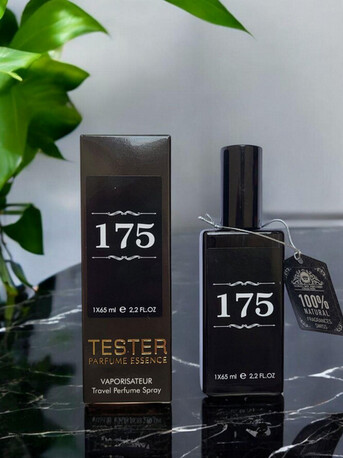 175
1X65 ml e 2,2 FL.OZ
TESTER
PARFUME ESSENCE
VAPORISATEUR
Travel Perfume Spray
175
1X65 ml e 2,2 FL.OZ
100%
NATURAL
FRAGRANCES